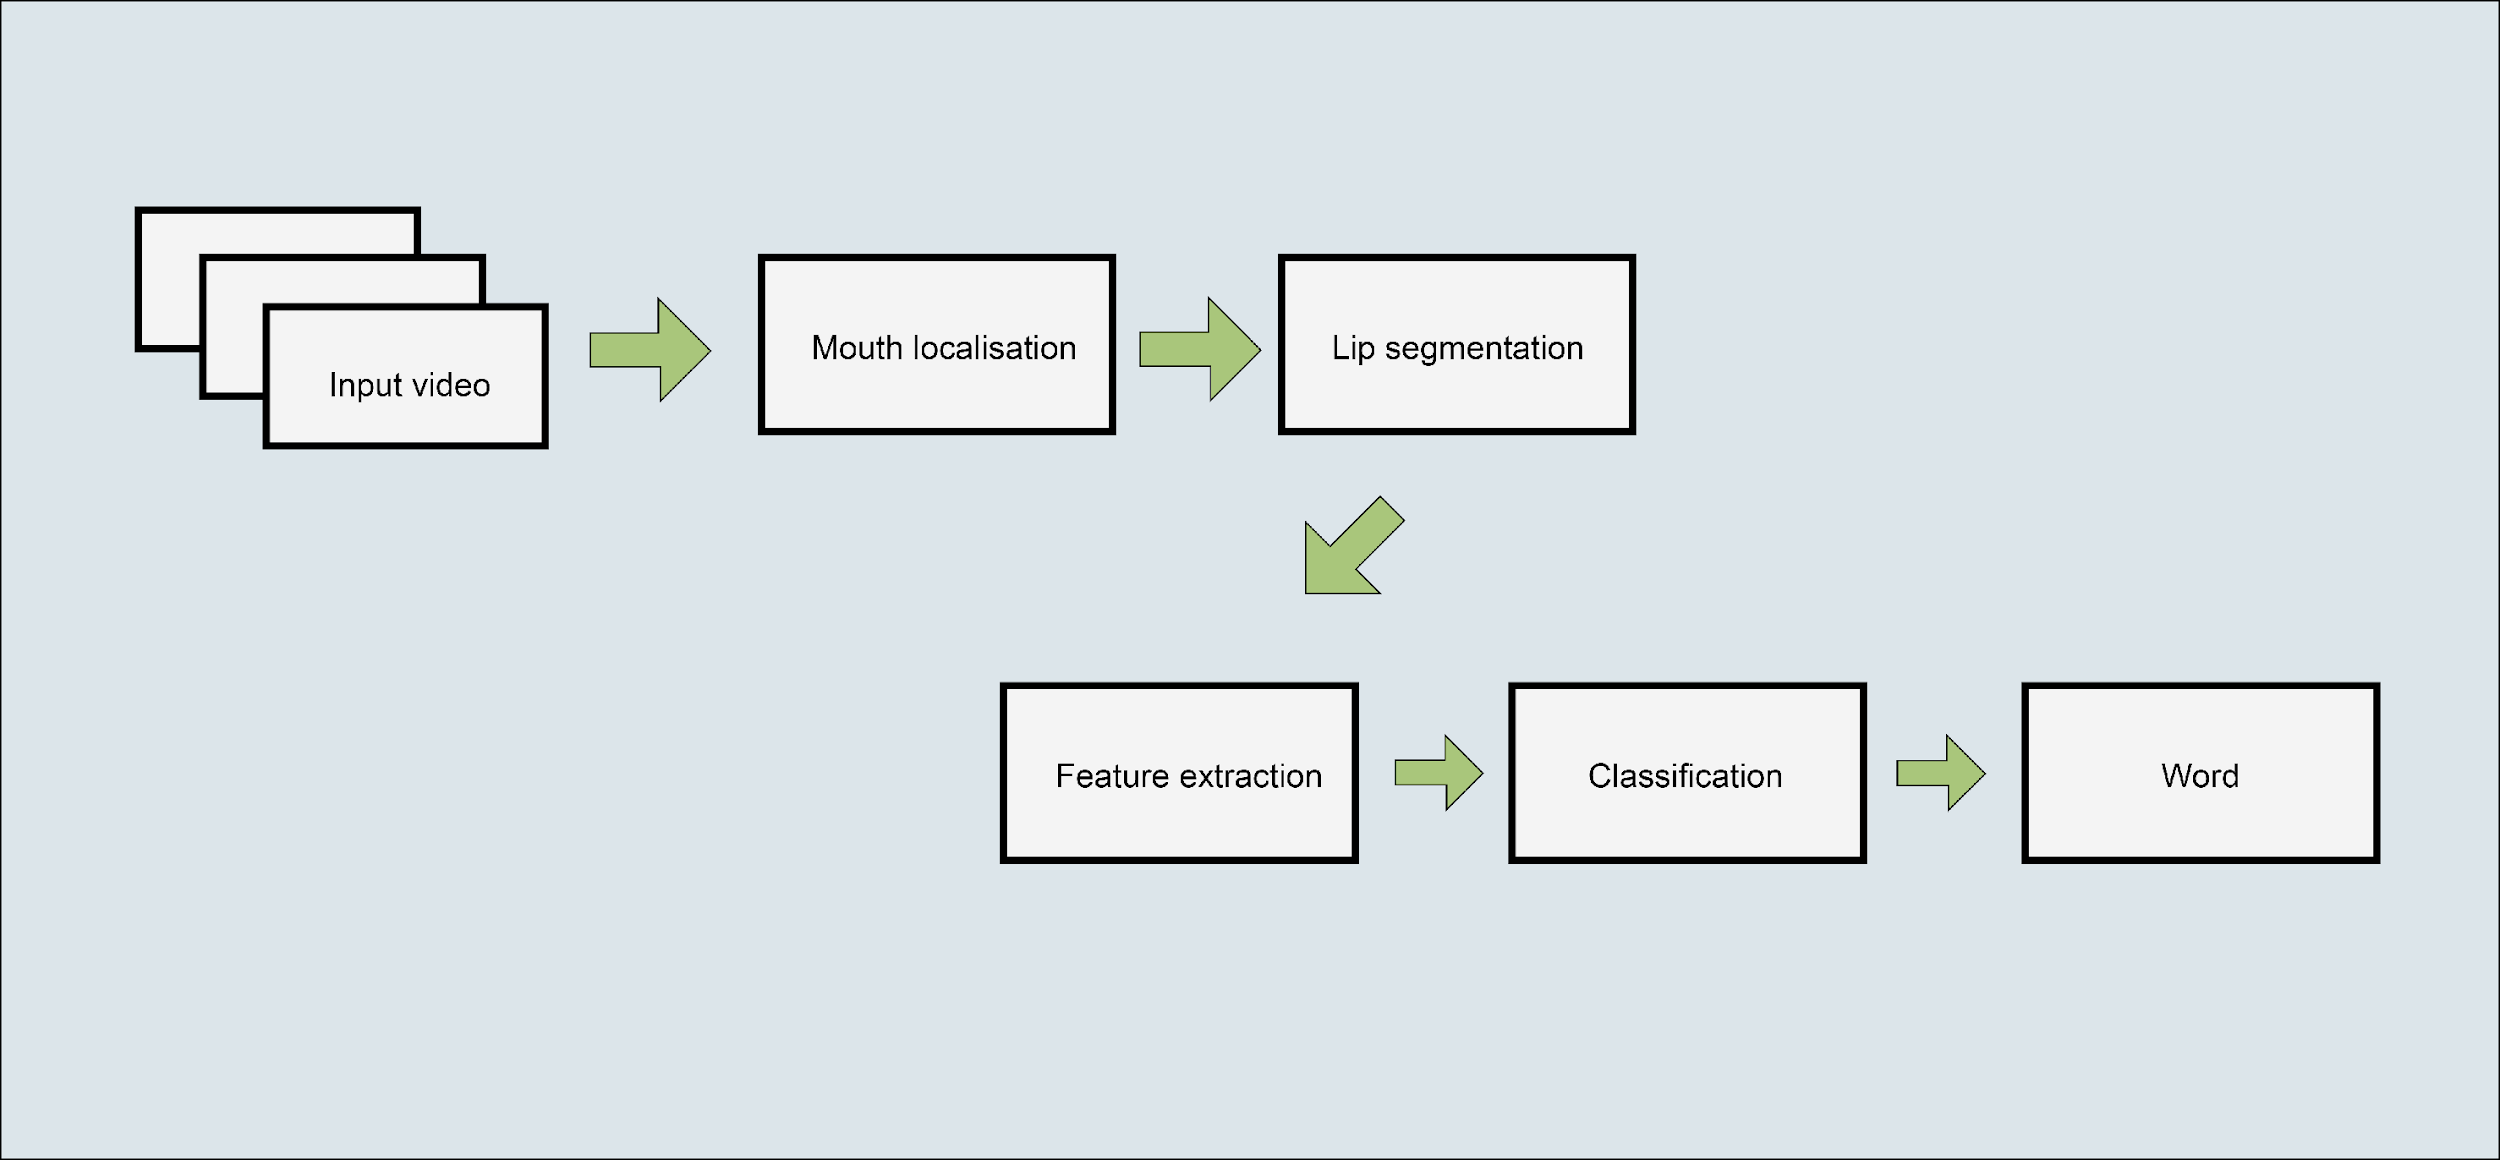 Input video
Mouth localisation
Lip segmentation
Feature extraction
Classification
Word